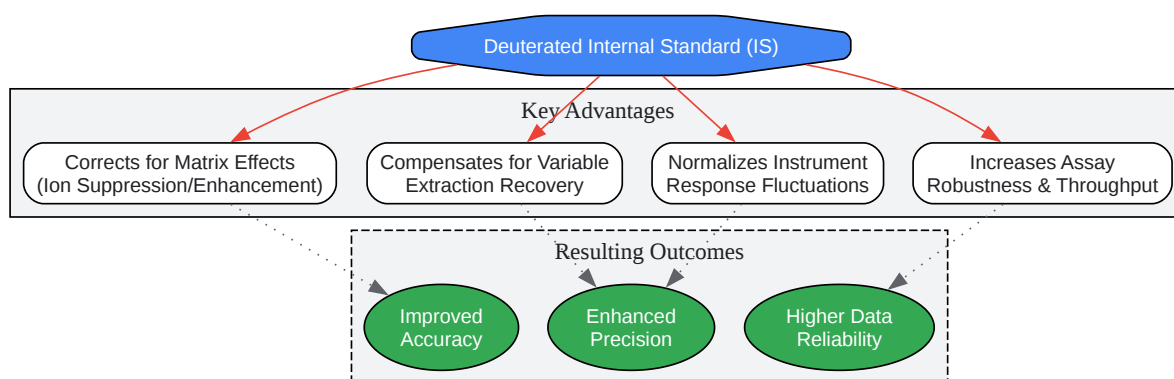 Deuterated Internal Standard (IS)
Key Advantages
Corrects for Matrix Effects
(Ion Suppression/Enhancement)
Compensates for Variable
Extraction Recovery
Normalizes Instrument
Response Fluctuations
Increases Assay
Robustness & Throughput
Resulting Outcomes
Improved
Accuracy
Enhanced
Precision
Higher Data
Reliability